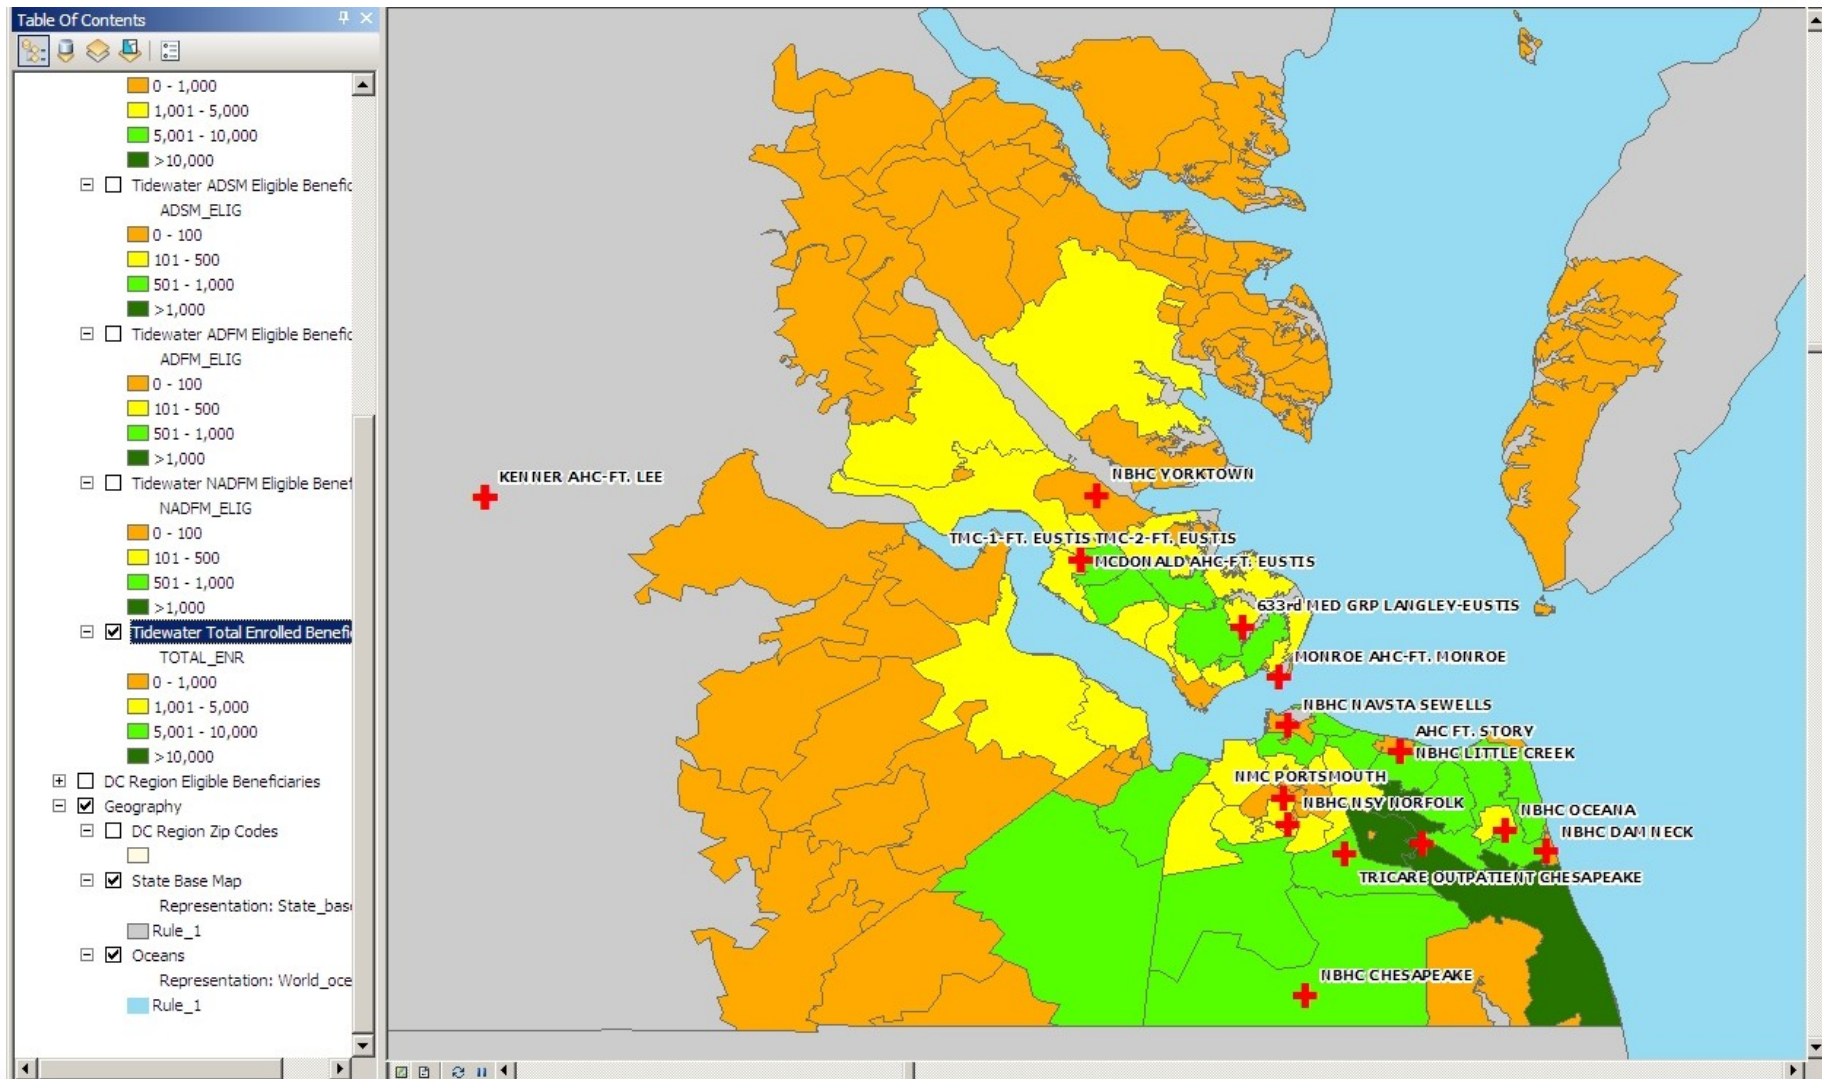 Table Of Contents
0 - 1,000
1,001 - 5,000
5,001 - 10,000
>10,000
Tidewater ADSM Eligible Benefic
ADSM_ELIG
0 - 100
101 - 500
501 - 1,000
>1,000
Tidewater ADFM Eligible Benefic
ADFM_ELIG
0 - 100
101 - 500
501 - 1,000
>1,000
Tidewater NADFM Eligible Benef
NADFM_ELIG
0 - 100
101 - 500
501 - 1,000
>1,000
Tidewater Total Enrolled Benefi
TOTAL_ENR
0 - 1,000
1,001 - 5,000
5,001 - 10,000
>10,000
DC Region Eligible Beneficiaries
Geography
DC Region Zip Codes
State Base Map
Representation: State_bas
Rule_1
Oceans
Representation: World_oce
Rule_1
KENNER AHC-FT. LEE
NBHC YORKTOWN
TMC-1-FT. EUSTIS TMC-2-FT. EUSTIS
MCDONALD AHC-FT. EUSTIS
633rd MED GRP LANGLEY-EUSTIS
MONROE AHC-FT. MONROE
NBHC NAVSTA SEWELLS
AHC FT. STORY
NBHC LITTLE CREEK
NMC PORTSMOUTH
NBHC NSY NORFOLK
NBHC OCEANA
NBHC DAM NECK
TRICARE OUTPATIENT CHESAPEAKE
NBHC CHESAPEAKE